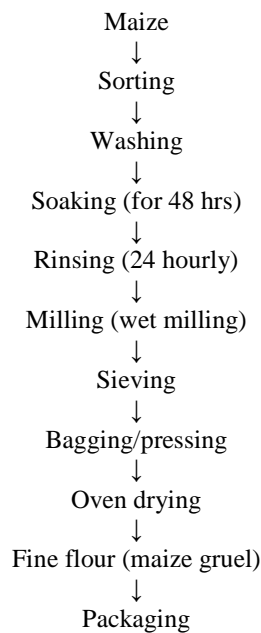 Maize
↓
Sorting
↓
Washing
↓
Soaking (for 48 hrs)
↓
Rinsing (24 hourly)
↓
Milling (wet milling)
↓
Sieving
↓
Bagging/pressing
↓
Oven drying
↓
Fine flour (maize gruel)
↓
Packaging